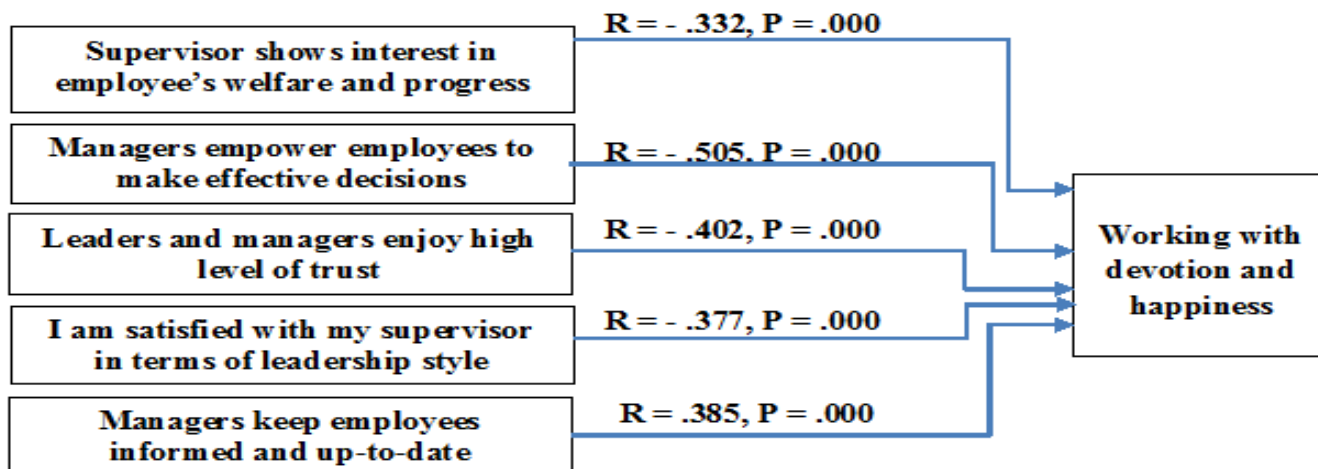 R = - .332, P = .000
Supervisor shows interest in
employee’s welfare and progress
R = - .505, P = .000
Managers empower employees to
make effective decisions
R = - .402, P = .000
Leaders and managers enjoy high
level of trust
R = - .377, P = .000
I am satisfied with my supervisor
in terms of leadership style
R = .385, P = .000
Managers keep employees
informed and up-to-date
Working with
devotion and
happiness